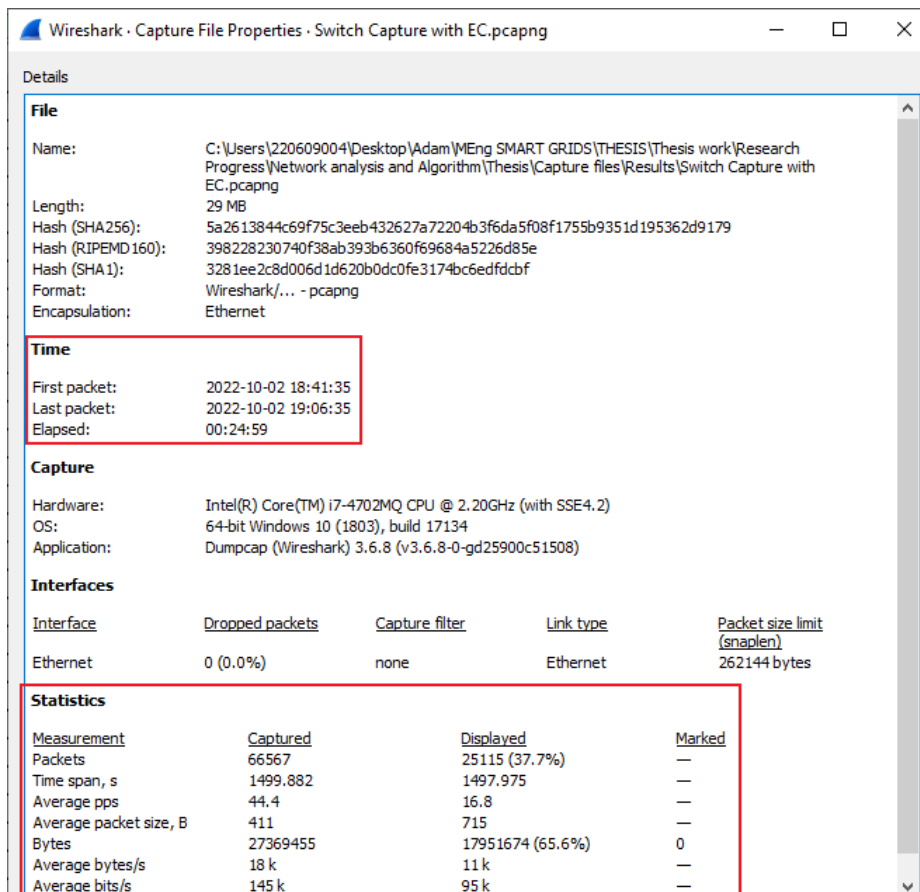 Wireshark · Capture File Properties · Switch Capture with EC.pcapng
Details
File
Name: C:\Users\220609004\Desktop\Adam\MEng SMART GRIDS\THESIS\Thesis work\Research
Progress\Network analysis and Algorithm\Thesis\Capture files\Results\Switch Capture with
EC.pcapng
Length: 29 MB
Hash (SHA256): 5a2613844c69f75c3eeb432627a72204b3f6da5f08f1755b9351d195362d9179
Hash (RIPEMD160): 398228230740f38ab393b6360f69684a5226d85e
Hash (SHA1): 3281ee2c8d006d1d620b0dc0fe3174bc6edfdcbf
Format: Wireshark/... - pcapng
Encapsulation: Ethernet
Time
First packet: 2022-10-02 18:41:35
Last packet: 2022-10-02 19:06:35
Elapsed: 00:24:59
Capture
Hardware: Intel(R) Core(TM) i7-4702MQ CPU @ 2.20GHz (with SSE4.2)
OS: 64-bit Windows 10 (1803), build 17134
Application: Dumpcap (Wireshark) 3.6.8 (v3.6.8-0-gd25900c51508)
Interfaces
Interface Dropped packets Capture filter Link type Packet size limit
(snaplen)
Ethernet 0 (0.0%) none Ethernet 262144 bytes
Statistics
Measurement Captured Displayed Marked
Packets 66567 25115 (37.7%) —
Time span, s 1499.882 1497.975 —
Average pps 44.4 16.8 —
Average packet size, B 411 715 —
Bytes 27369455 17951674 (65.6%) 0
Average bytes/s 18 k 11 k —
Average bits/s 145 k 95 k —